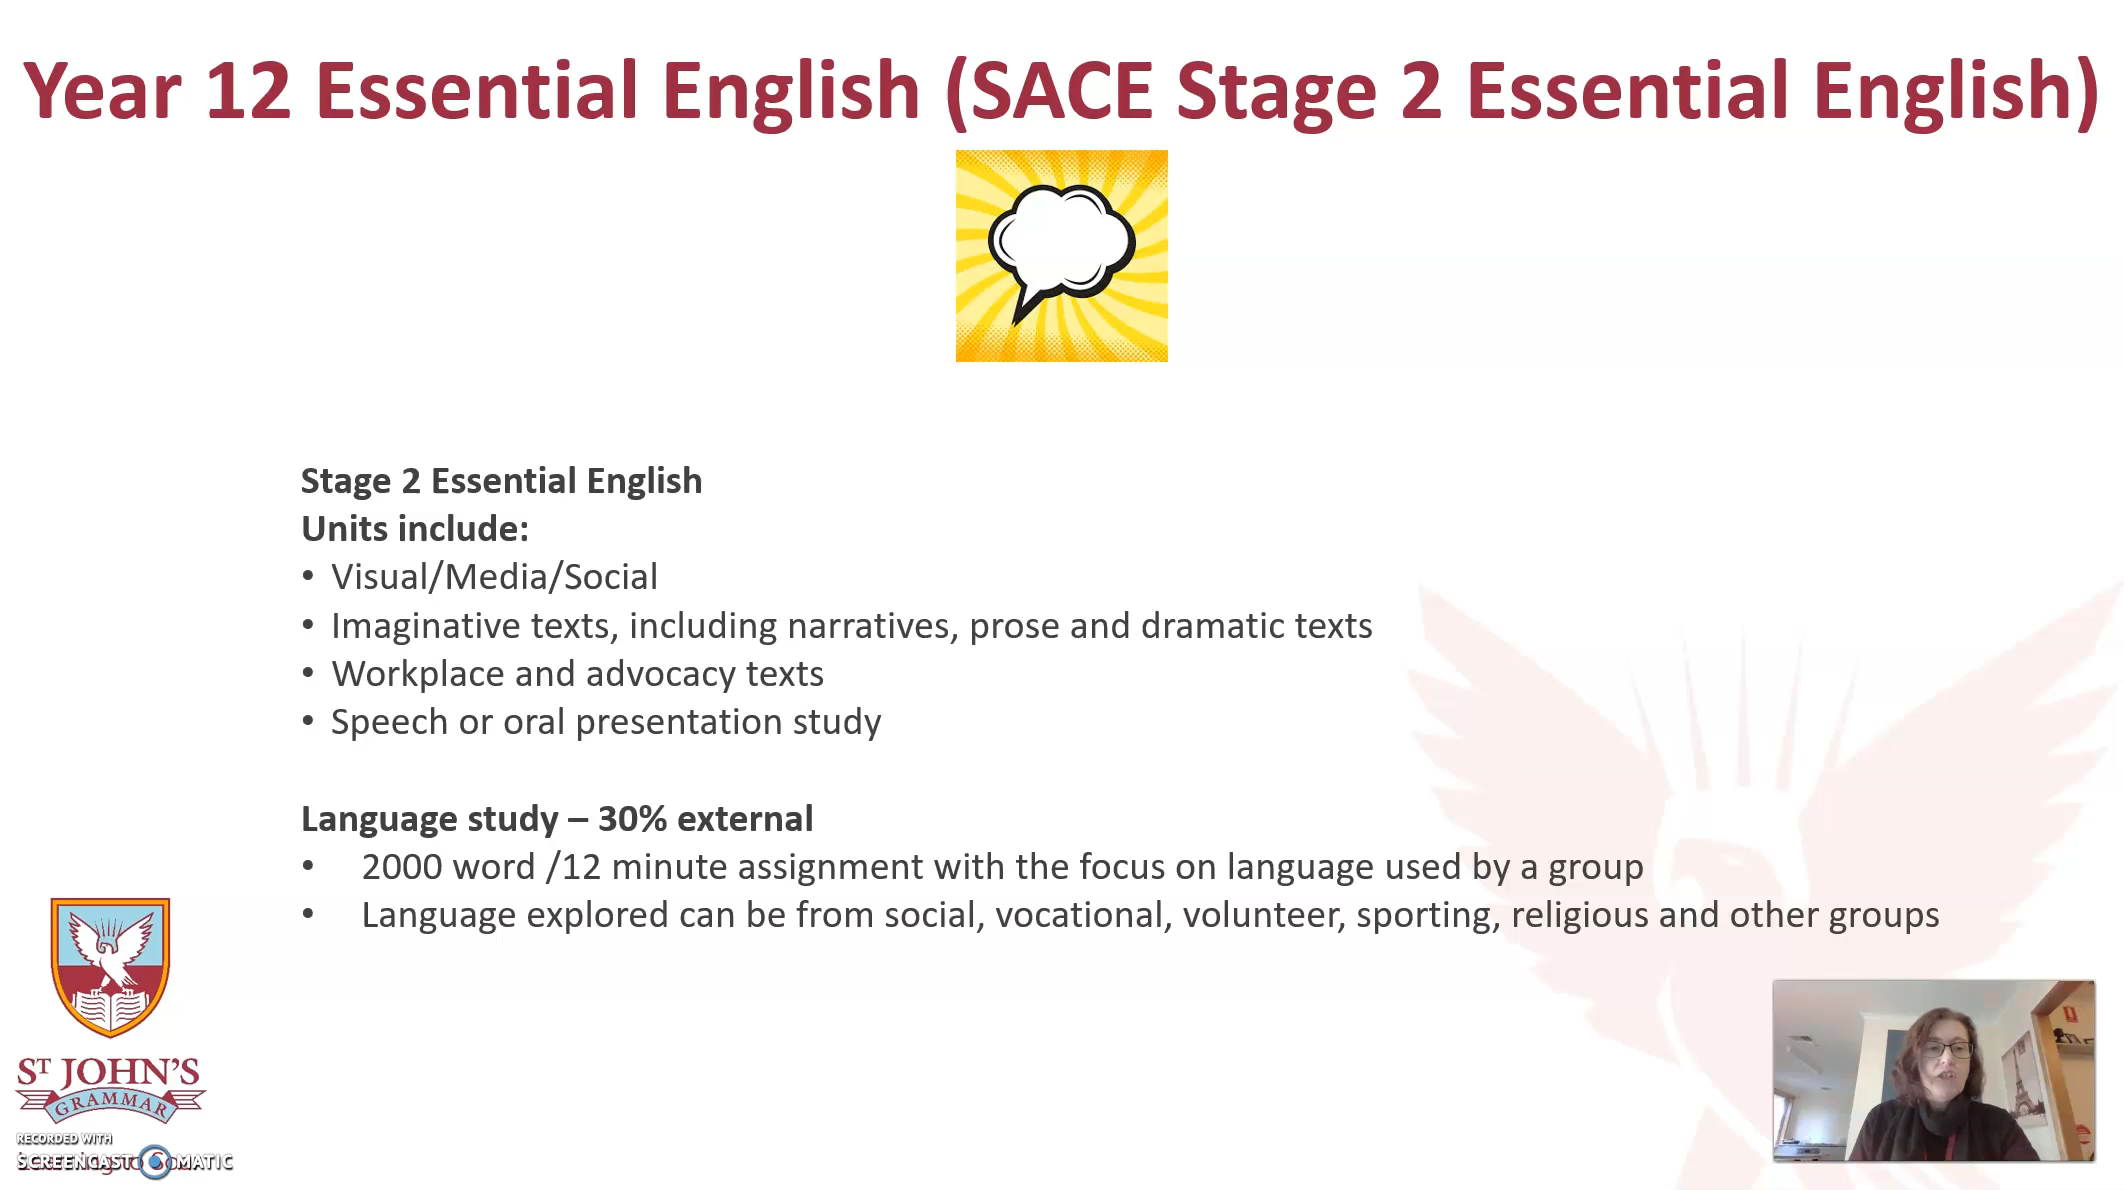 Year 12 Essential English (SACE Stage 2 Essential English)
Stage 2 Essential English
Units include:
• Visual/Media/Social
• Imaginative texts, including narratives, prose and dramatic texts
• Workplace and advocacy texts
• Speech or oral presentation study
Language study – 30% external
• 2000 word /12 minute assignment with the focus on language used by a group
• Language explored can be from social, vocational, volunteer, sporting, religious and other groups
ST JOHN'S
GRAMMAR
RECORDED WITH
SCREENCAST MATIC